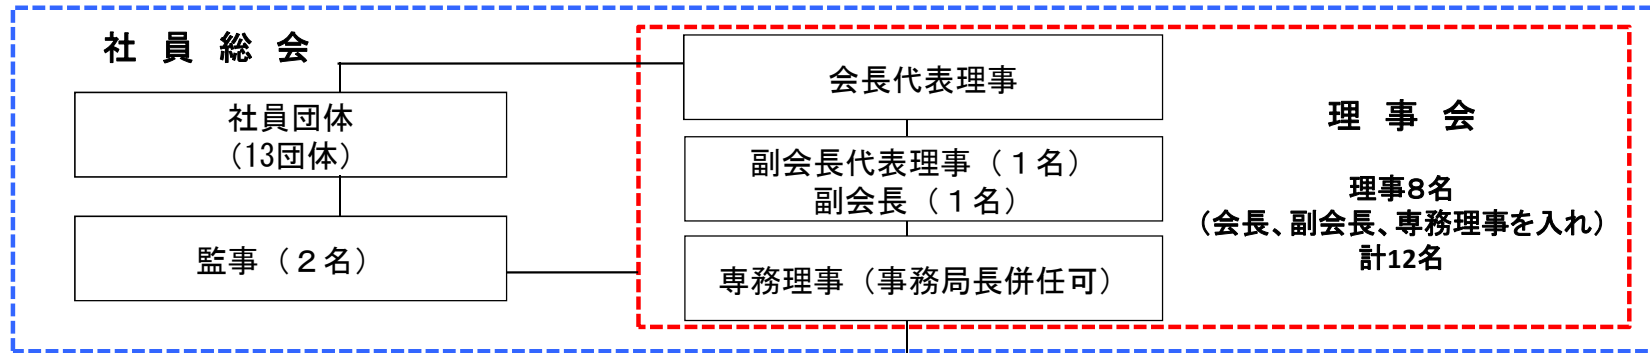 社 員 総 会
社員団体
（13団体）
監事（２名）
会長代表理事
副会長代表理事（１名）
副会長（１名）
専務理事（事務局長併任可）
理 事 会
理事８名
（会長、副会長、専務理事を入れ）
計12名